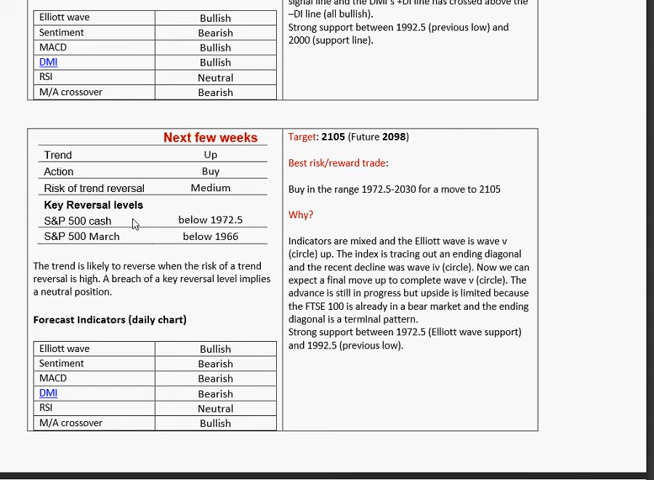 signal line and the DMI's +DI line has crossed above the
–DI line (all bullish).
Strong support between 1992.5 (previous low) and
2000 (support line).
Elliott wave Bullish
Sentiment Bearish
MACD Bullish
DMI Bullish
RSI Neutral
M/A crossover Bearish
Next few weeks
Trend Up
Action Buy
Risk of trend reversal Medium
Key Reversal levels
S&P 500 cash below 1972.5
S&P 500 March below 1966
The trend is likely to reverse when the risk of a trend
reversal is high. A breach of a key reversal level implies
a neutral position.
Forecast Indicators (daily chart)
Elliott wave Bullish
Sentiment Bearish
MACD Bearish
DMI Bearish
RSI Neutral
M/A crossover Bullish
Target: 2105 (Future 2098)
Best risk/reward trade:
Buy in the range 1972.5-2030 for a move to 2105
Why?
Indicators are mixed and the Elliott wave is wave v
(circle) up. The index is tracing out an ending diagonal
and the recent decline was wave iv (circle). Now we can
expect a final move up to complete wave v (circle). The
advance is still in progress but upside is limited because
the FTSE 100 is already in a bear market and the ending
diagonal is a terminal pattern.
Strong support between 1972.5 (Elliott wave support)
and 1992.5 (previous low).